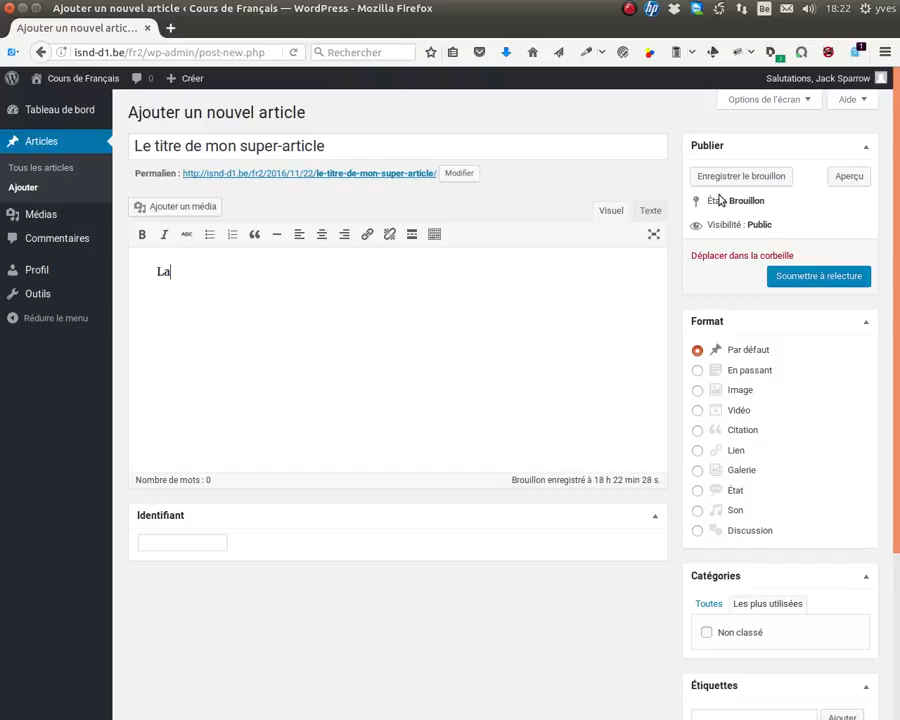 Ajouter un nouvel article ‹ Cours de Français — WordPress - Mozilla Firefox
Be
18:22
yves
Ajouter un nouvel artic...
isnd-d1.be/fr2/wp-admin/post-new.php
Rechercher
2
1
Cours de Français
0
Créer
Salutations, Jack Sparrow
Tableau de bord
Articles
Tous les articles
Ajouter
Médias
Commentaires
Profil
Outils
Réduire le menu
Options de l'écran
Aide
Ajouter un nouvel article
Le titre de mon super-article
Permalien : http://isnd-d1.be/fr2/2016/11/22/le-titre-de-mon-super-article/
Modifier
Ajouter un média
Visuel
Texte
B I ABC
La
Nombre de mots : 0
Brouillon enregistré à 18 h 22 min 28 s.
Identifiant
Publier
Enregistrer le brouillon
Aperçu
Brouillon
Visibilité : Public
Déplacer dans la corbeille
Soumettre à relecture
Format
Par défaut
En passant
Image
Vidéo
Citation
Lien
Galerie
État
Son
Discussion
Catégories
Toutes
Les plus utilisées
Non classé
Étiquettes
Ajouter